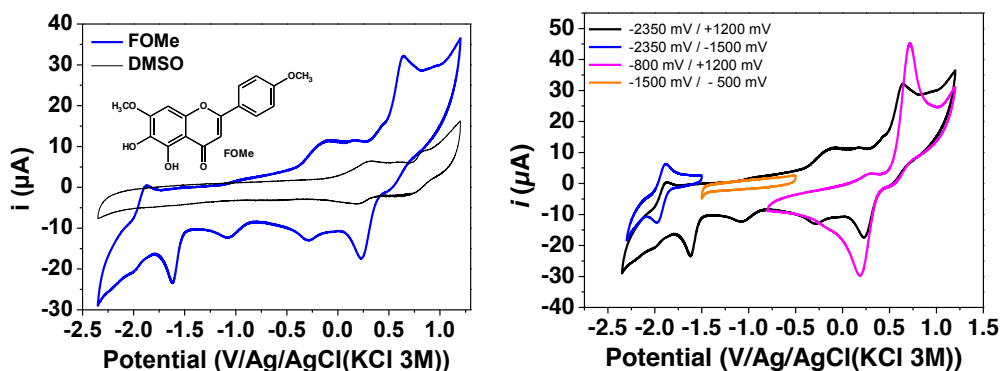 40
30
20
10
0
-10
-20
-30
i (µA)
FOMe
DMSO
OCH₃
H₃CO
O
HO
OH
O
FOMe
-2.5 -2.0 -1.5 -1.0 -0.5 0.0 0.5 1.0
Potential (V/Ag/AgCl(KCl 3M))
50
40
30
20
10
0
-10
-20
-30
-40
i (µA)
-2350 mV / +1200 mV
-2350 mV / -1500 mV
-800 mV / +1200 mV
-1500 mV / - 500 mV
-2.5 -2.0 -1.5 -1.0 -0.5 0.0 0.5 1.0 1.5
Potential (V/Ag/AgCl(KCl 3M))